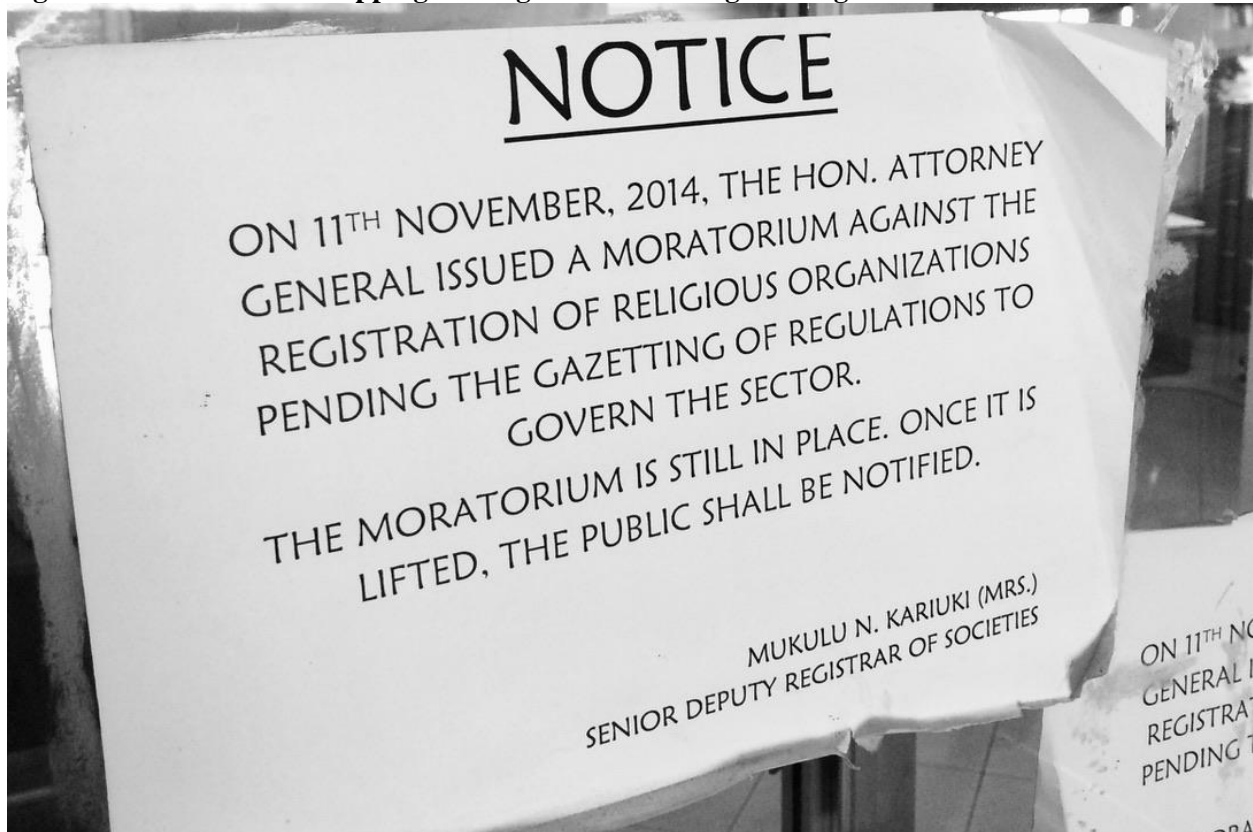 NOTICE
ON 11TH NOVEMBER, 2014, THE HON. ATTORNEY
GENERAL ISSUED A MORATORIUM AGAINST THE
REGISTRATION OF RELIGIOUS ORGANIZATIONS
PENDING THE GAZETTING OF REGULATIONS TO
GOVERN THE SECTOR.
THE MORATORIUM IS STILL IN PLACE. ONCE IT IS
LIFTED, THE PUBLIC SHALL BE NOTIFIED.
MUKULU N. KARIUKI (MRS.)
SENIOR DEPUTY REGISTRAR OF SOCIETIES
ON 11TH
GENERAL
PENDING